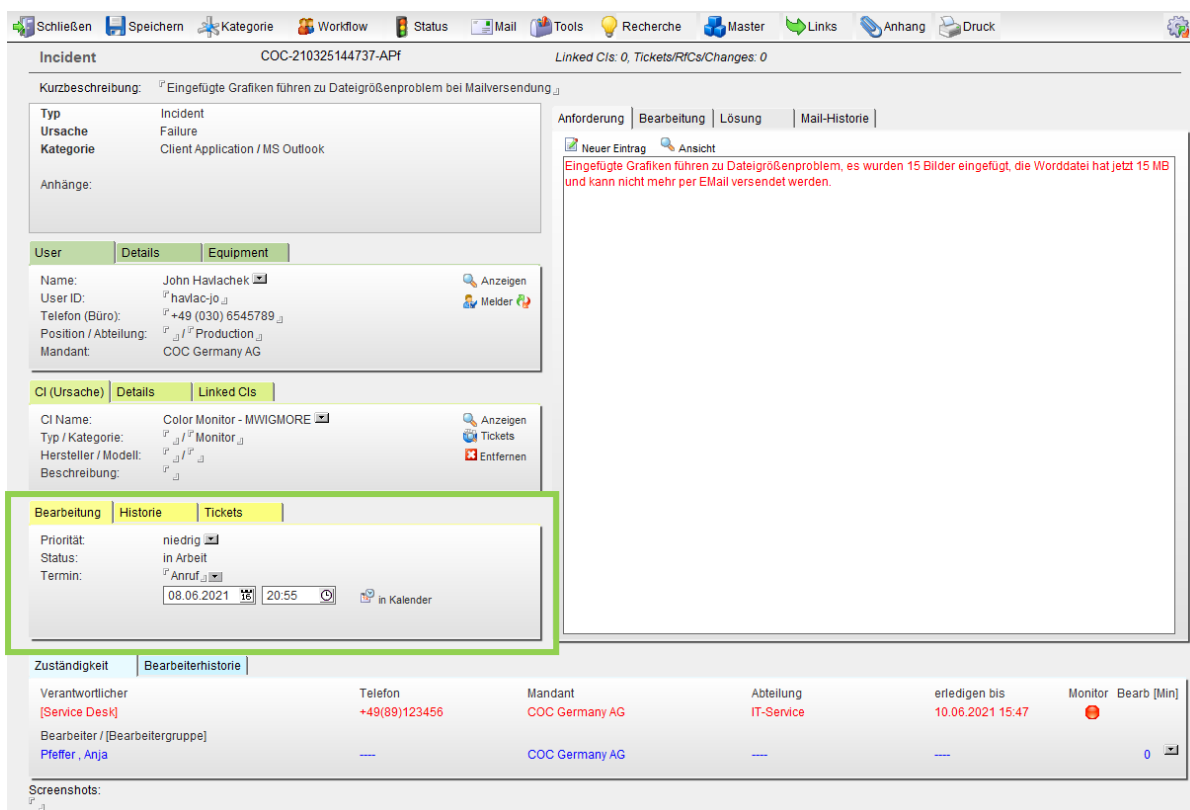 Schließen Speichern Kategorie Workflow Status Mail Tools Recherche Master Links Anhang Druck
Incident COC-210325144737-APf Linked CIs: 0, Tickets/RfCs/Changes: 0
Kurzbeschreibung: Eingefügte Grafiken führen zu Dateigrößenproblem bei Mailversendung
Typ Incident
Ursache Failure
Kategorie Client Application / MS Outlook
Anhänge:
Anforderung Bearbeitung Lösung Mail-Historie
Neuer Eintrag Ansicht
Eingefügte Grafiken führen zu Dateigrößenproblem, es wurden 15 Bilder eingefügt, die Worddatei hat jetzt 15 MB
und kann nicht mehr per EMail versendet werden.
User Details Equipment
Name: John Havlachek Anzeigen
User ID: havlac-jo Melder
Telefon (Büro): +49 (030) 6545789
Position / Abteilung: / Production
Mandant: COC Germany AG
CI (Ursache) Details Linked CIs
CI Name: Color Monitor - MWIGMORE Anzeigen
Typ / Kategorie: / Monitor Tickets
Hersteller / Modell: / Entfernen
Beschreibung:
Bearbeitung Historie Tickets
Priorität: niedrig
Status: in Arbeit
Termin: Anruf
08.06.2021 16 20:55 in Kalender
Zuständigkeit Bearbeiterhistorie
Verantwortlicher Telefon Mandant Abteilung erledigen bis Monitor Bearb [Min]
[Service Desk] +49(89)123456 COC Germany AG IT-Service 10.06.2021 15:47
Bearbeiter / [Bearbeitergruppe]
Pfeffer , Anja ---- COC Germany AG ---- ---- 0
Screenshots: